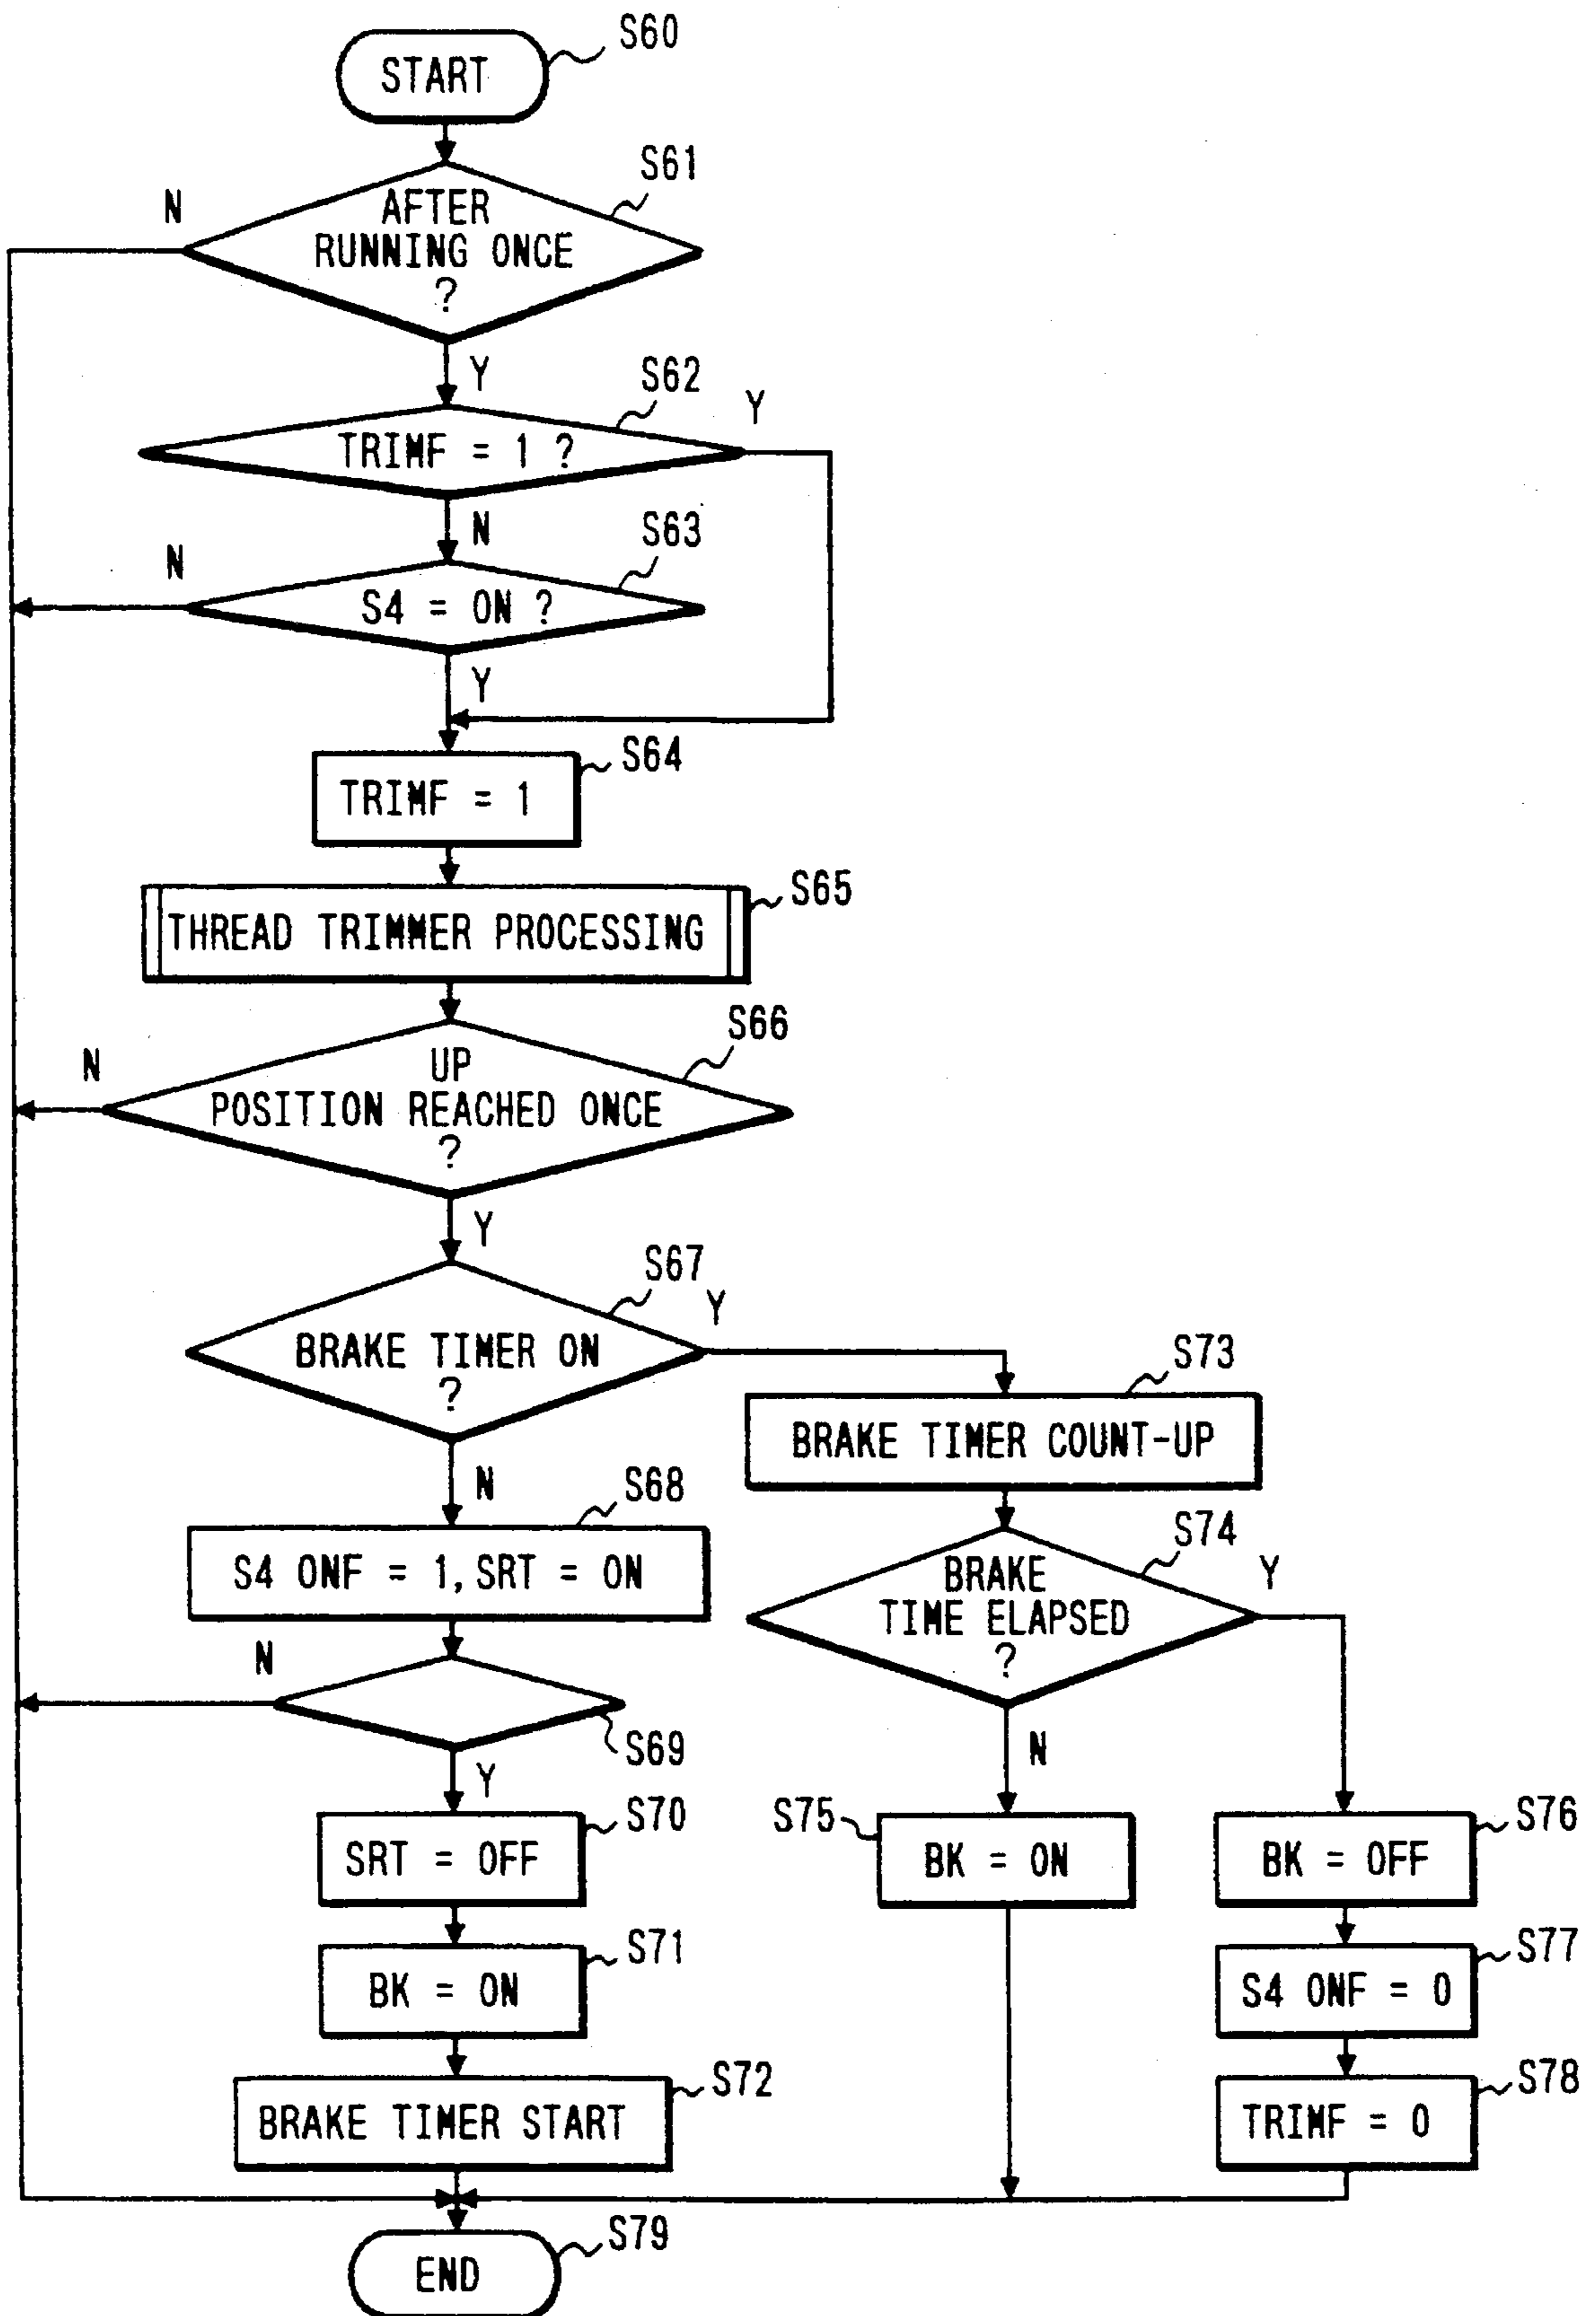 S60
START
S61
N
AFTER
RUNNING ONCE
?
Y
S62
Y
TRIMF = 1 ?
N
S63
N
S4 = ON ?
Y
S64
TRIMF = 1
S65
THREAD TRIMMER PROCESSING
S66
N
UP
POSITION REACHED ONCE
?
Y
S67
Y
BRAKE TIMER ON
?
N
S73
BRAKE TIMER COUNT-UP
S68
S4 ONF = 1, SRT = ON
S74
BRAKE
TIME ELAPSED
?
Y
N
N
S69
Y
S70
SRT = OFF
S75
BK = ON
S76
BK = OFF
S71
BK = ON
S77
S4 ONF = 0
S72
BRAKE TIMER START
S78
TRIMF = 0
S79
END